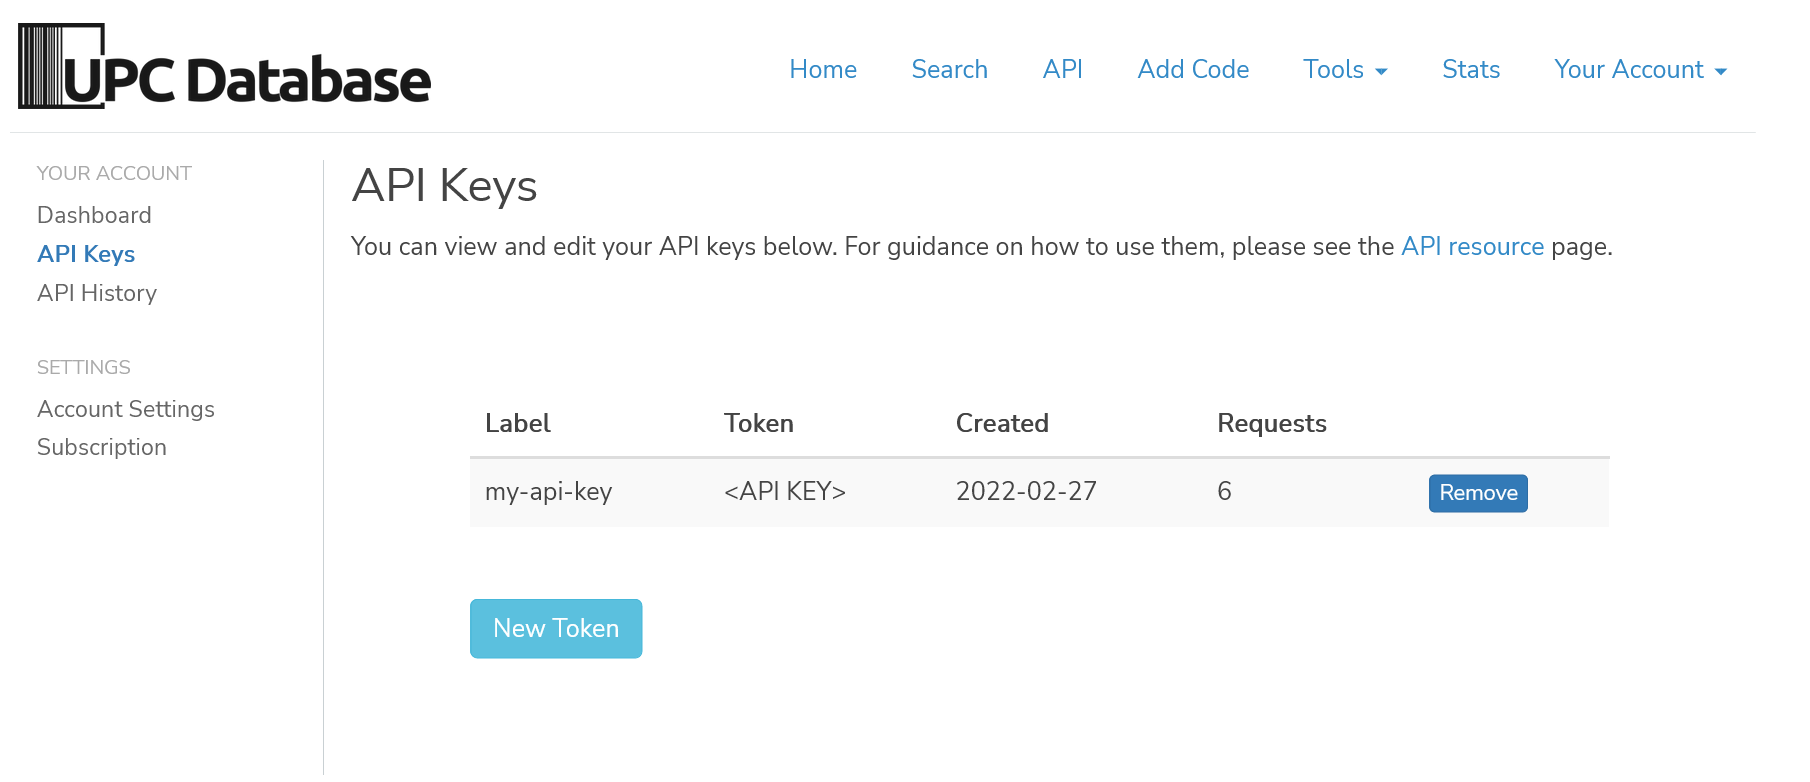 UPC Database
Home Search API Add Code Tools Stats Your Account
YOUR ACCOUNT
Dashboard
API Keys
API History
SETTINGS
Account Settings
Subscription
API Keys
You can view and edit your API keys below. For guidance on how to use them, please see the API resource page.
Label Token Created Requests
my-api-key <API KEY> 2022-02-27 6 Remove
New Token